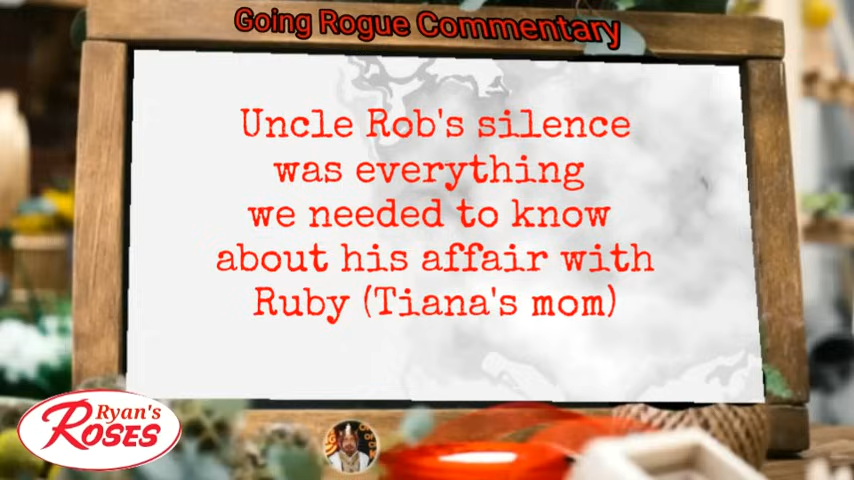 Going Rogue Commentary
Uncle Rob's silence
was everything
we needed to know
about his affair with
Ruby (Tiana's mom)
Ryan's
Roses